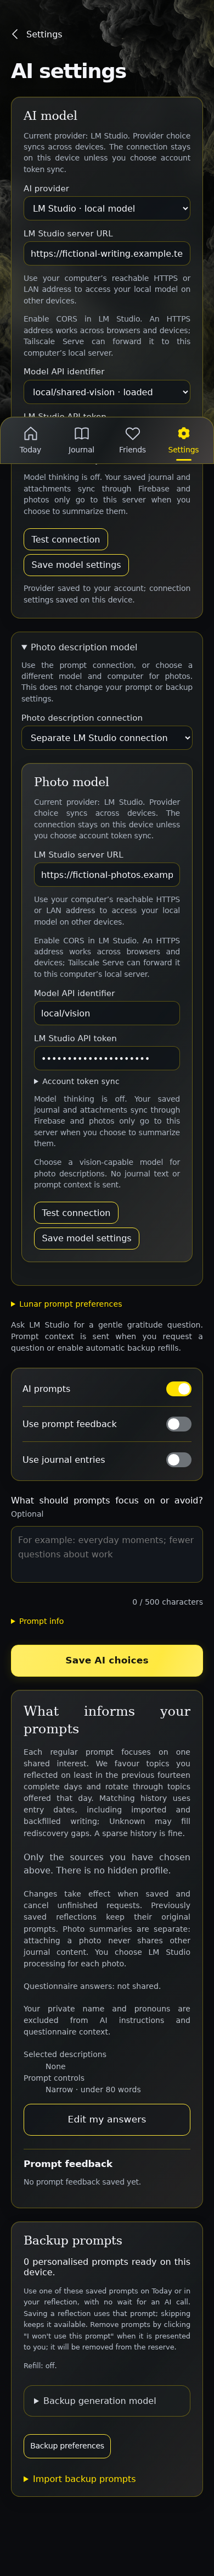 Settings
AI settings
AI model
Current provider: LM Studio. Provider choice
syncs across devices. The connection stays
on this device unless you choose account
token sync.
AI provider
LM Studio · local model
LM Studio server URL
https://fictional-writing.example.te
Use your computer's reachable HTTPS or
LAN address to access your local model on
other devices.
Enable CORS in LM Studio. An HTTPS
address works across browsers and devices;
Tailscale Serve can forward it to this
computer's local server.
Model API identifier
local/shared-vision · loaded
LM Studio API token
Today
Journal
Friends
Settings
Model thinking is off. Your saved journal and
attachments sync through Firebase and
photos only go to this server when you
choose to summarize them.
Test connection
Save model settings
Provider saved to your account; connection
settings saved on this device.
▼ Photo description model
Use the prompt connection, or choose a
different model and computer for photos.
This does not change your prompt or backup
settings.
Photo description connection
Separate LM Studio connection
Photo model
Current provider: LM Studio. Provider
choice syncs across devices. The
connection stays on this device unless
you choose account token sync.
LM Studio server URL
https://fictional-photos.examp
Use your computer's reachable HTTPS
or LAN address to access your local
model on other devices.
Enable CORS in LM Studio. An HTTPS
address works across browsers and
devices; Tailscale Serve can forward it
to this computer's local server.
Model API identifier
local/vision
LM Studio API token
••••••••••••••••••••••
▶ Account token sync
Model thinking is off. Your saved
journal and attachments sync through
Firebase and photos only go to this
server when you choose to summarize
them.
Choose a vision-capable model for
photo descriptions. No journal text or
prompt context is sent.
Test connection
Save model settings
▶ Lunar prompt preferences
Ask LM Studio for a gentle gratitude question.
Prompt context is sent when you request a
question or enable automatic backup refills.
AI prompts
Use prompt feedback
Use journal entries
What should prompts focus on or avoid?
Optional
For example: everyday moments; fewer
questions about work
0 / 500 characters
▶ Prompt info
Save AI choices
What informs your
prompts
Each regular prompt focuses on one
shared interest. We favour topics you
reflected on least in the previous fourteen
complete days and rotate through topics
offered that day. Matching history uses
entry dates, including imported and
backfilled writing; Unknown may fill
rediscovery gaps. A sparse history is fine.
Only the sources you have chosen
above. There is no hidden profile.
Changes take effect when saved and
cancel unfinished requests. Previously
saved reflections keep their original
prompts. Photo summaries are separate:
attaching a photo never shares other
journal content. You choose LM Studio
processing for each photo.
Questionnaire answers: not shared.
Your private name and pronouns are
excluded from AI instructions and
questionnaire context.
Selected descriptions
None
Prompt controls
Narrow · under 80 words
Edit my answers
Prompt feedback
No prompt feedback saved yet.
Backup prompts
0 personalised prompts ready on this
device.
Use one of these saved prompts on Today or in
your reflection, with no wait for an AI call.
Saving a reflection uses that prompt; skipping
keeps it available. Remove prompts by clicking
"I won't use this prompt" when it is presented
to you; it will be removed from the reserve.
Refill: off.
▶ Backup generation model
Backup preferences
▶ Import backup prompts